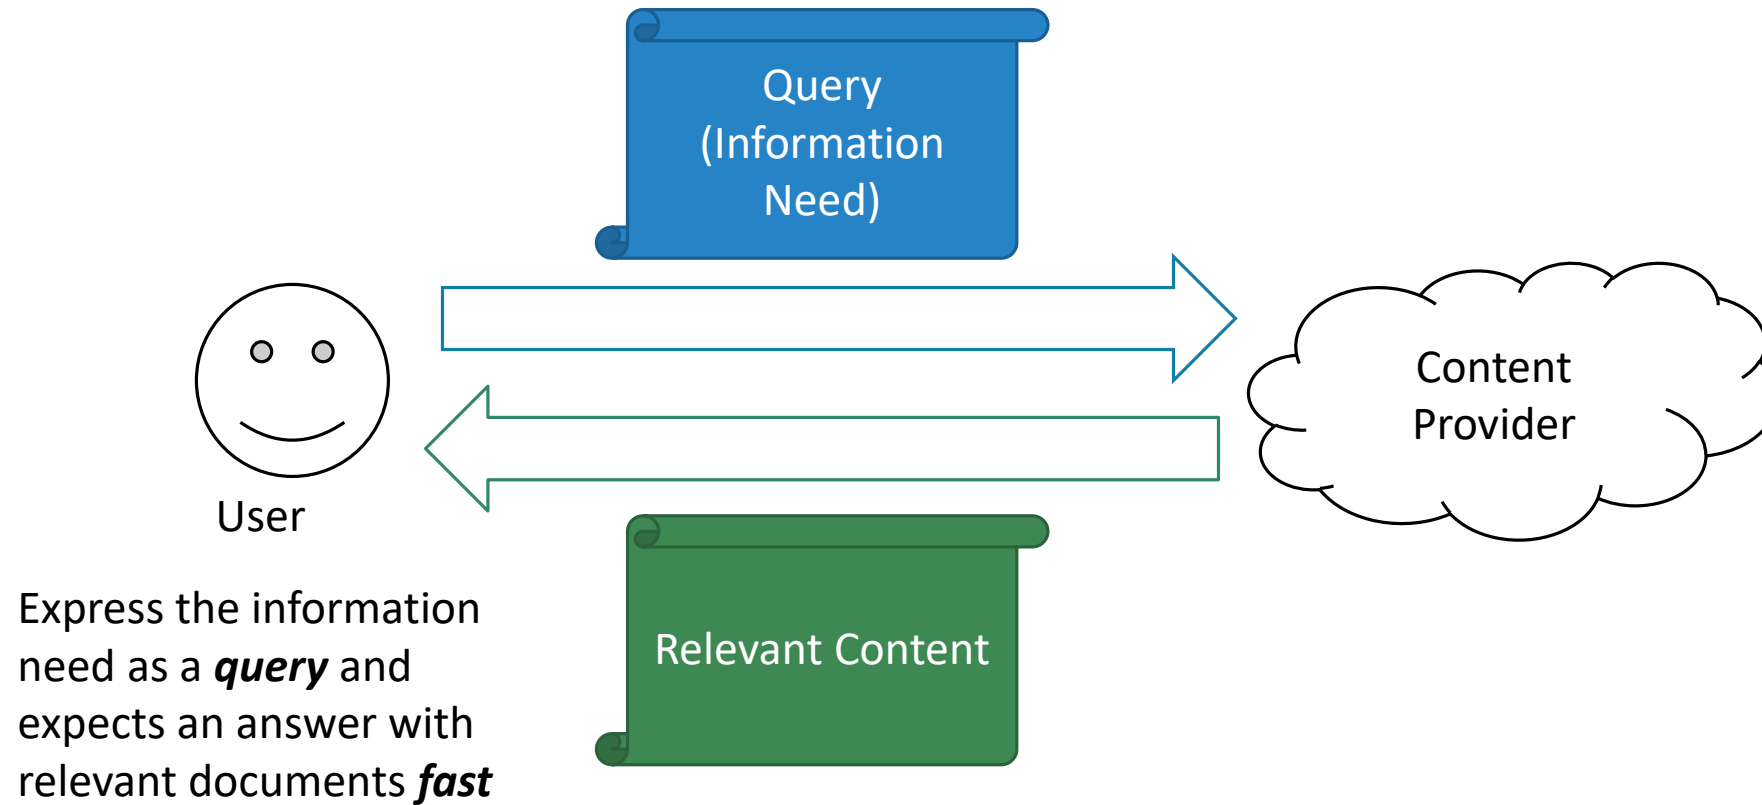 Query
(Information
Need)
Content
Provider
User
Relevant Content
Express the information
need as a query and
expects an answer with
relevant documents fast